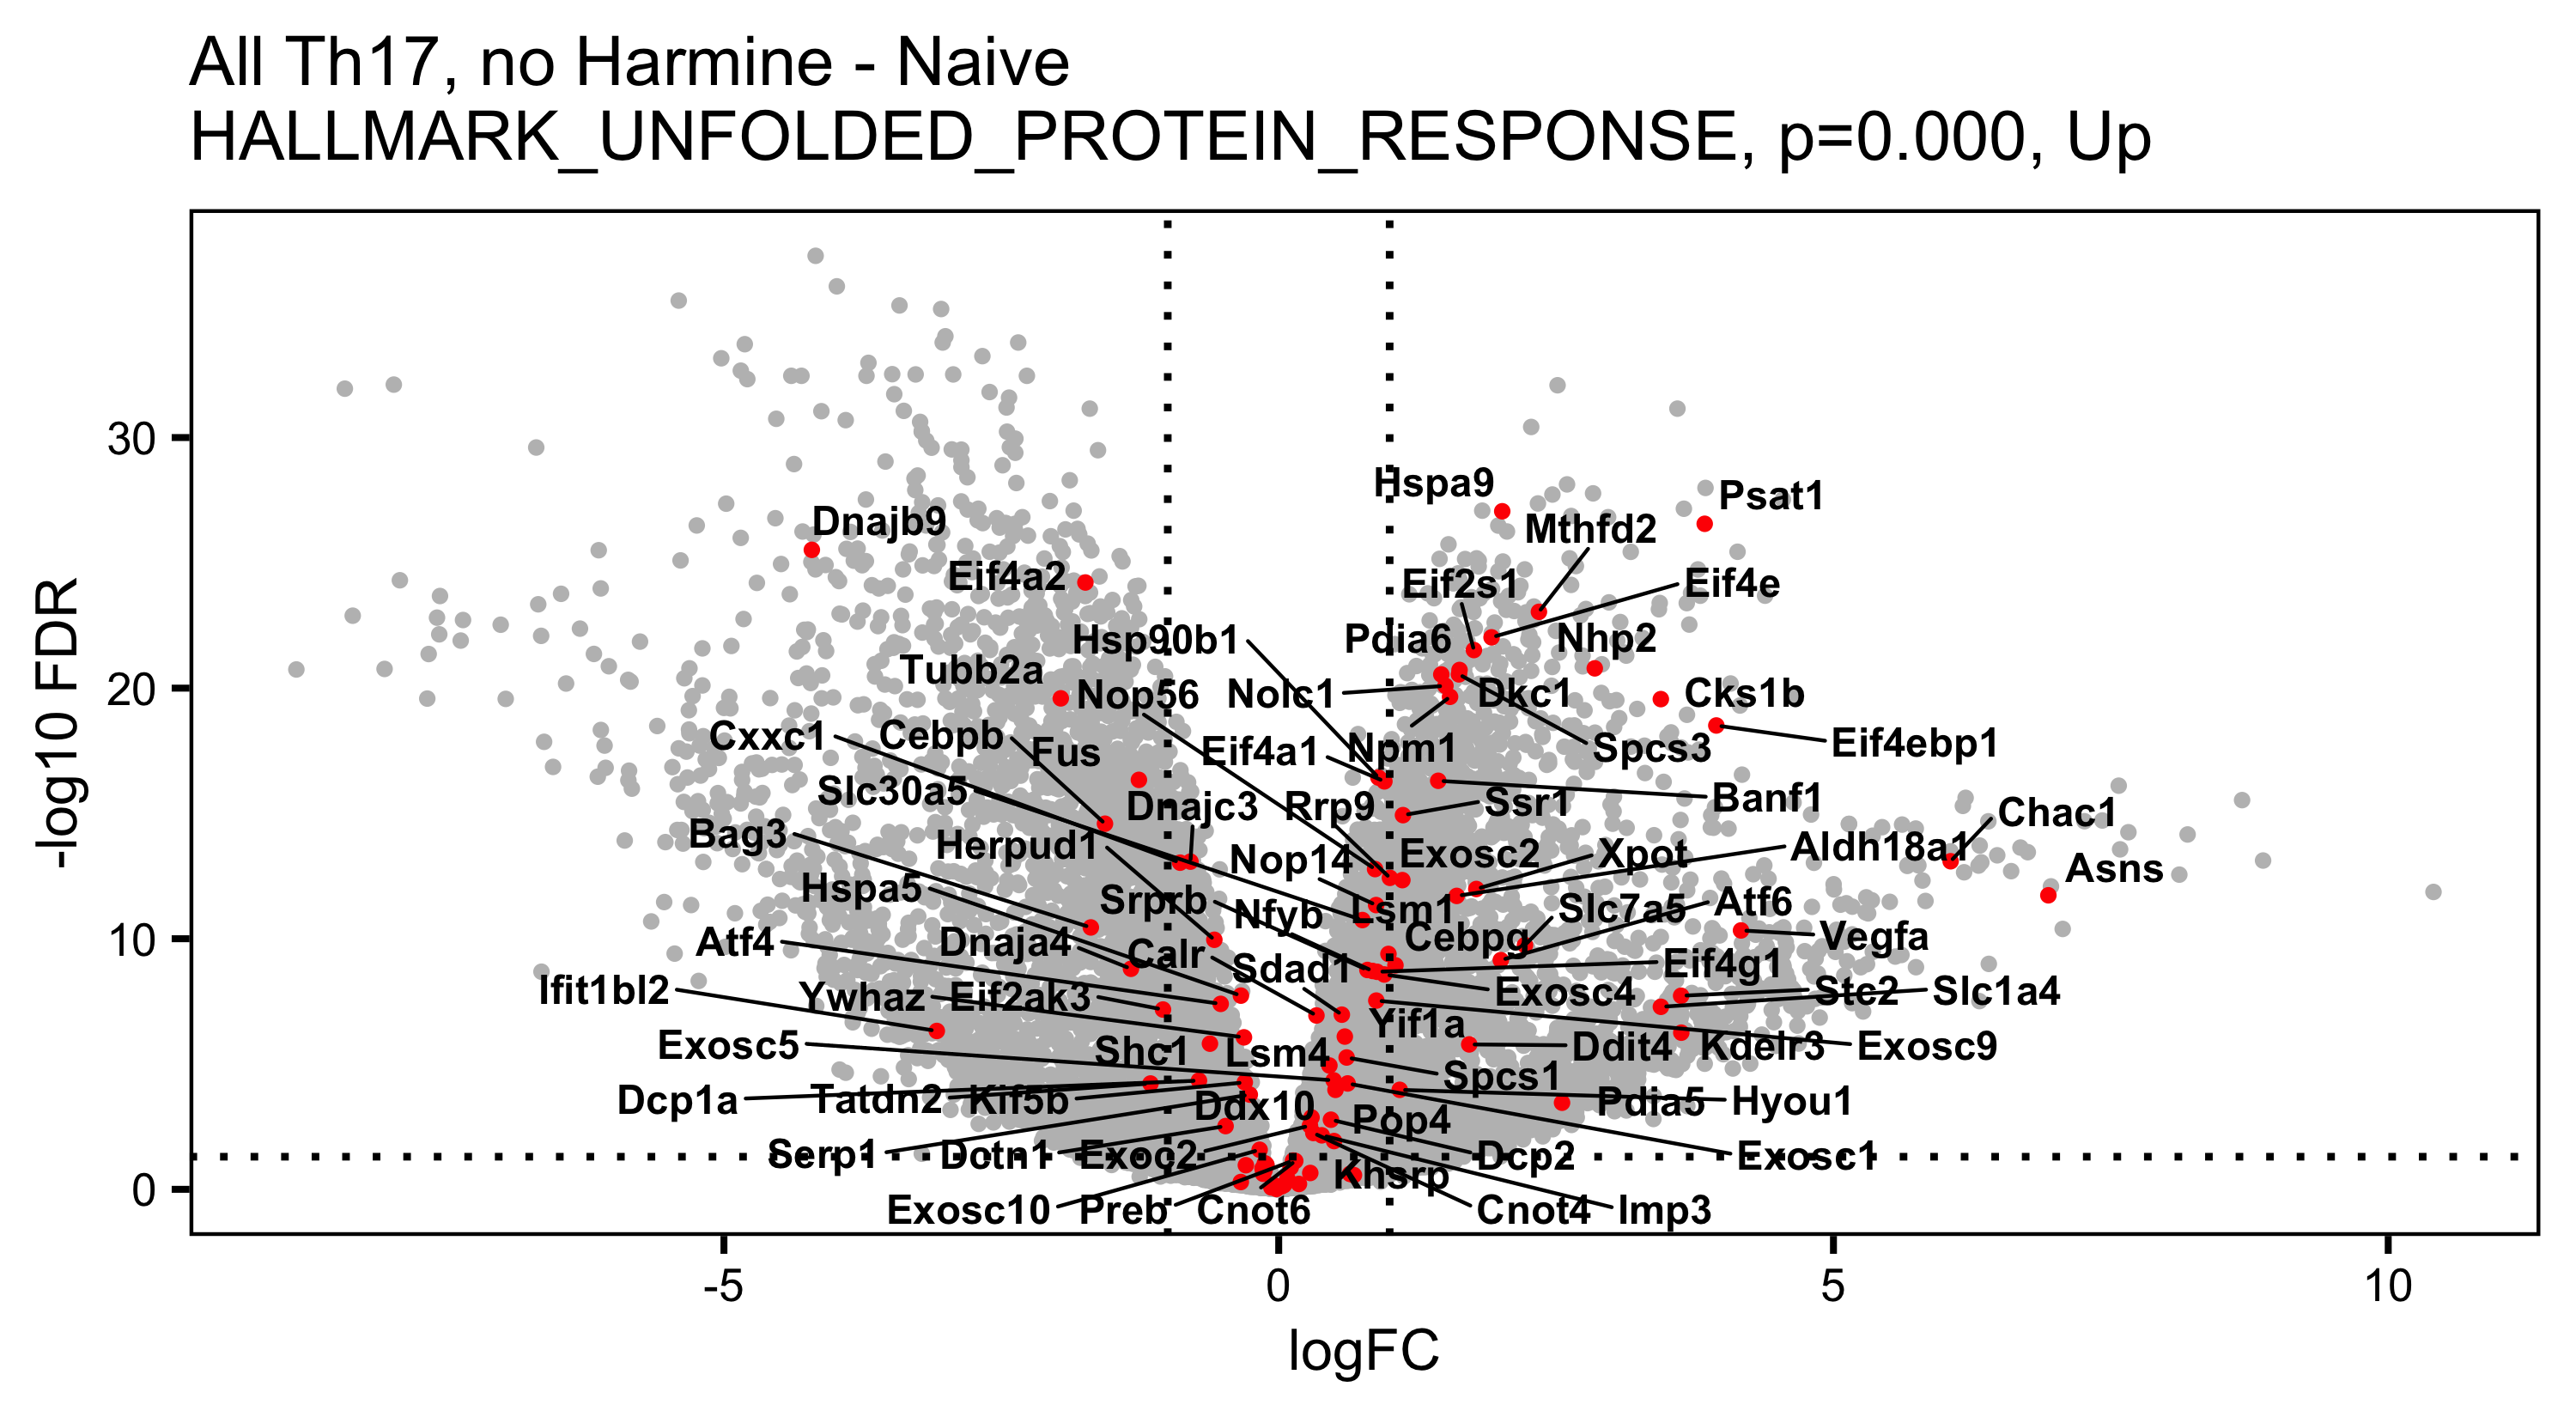 All Th17, no Harmine - Naive
HALLMARK_UNFOLDED_PROTEIN_RESPONSE, p=0.000, Up
-log10 FDR
30
20
10
0
Hspa9
Psat1
Dnajb9
Mthfd2
Eif4a2
Eif2s1
Eif4e
Hsp90b1
Pdia6
Nhp2
Tubb2a
Nop56
Nolc1
Dkc1
Cks1b
Cxxc1
Cebpb
Fus
Eif4a1
Npm1
Spcs3
Eif4ebp1
Slc30a5
Dnajc3
Rrp9
Ssr1
Banf1
Chac1
Bag3
Herpud1
Nop14
Exosc2
Xpot
Aldh18a1
Asns
Hspa5
Srprb
Nfyb
Lsm1
Slc7a5
Atf6
Atf4
Dnaja4
Calr
Cebpg
Vegfa
Ifit1bl2
Ywhaz
Eif2ak3
Sdad1
Eif4g1
Exosc4
Stc2
Slc1a4
Exosc5
Shc1
Lsm4
Yif1a
Ddit4
Kdelr3
Exosc9
Dcp1a
Tatdn2
Kif5b
Ddx10
Spcs1
Pop4
Pdia5
Hyou1
Serp1
Dctn1
Exoc2
Khsrp
Dcp2
Exosc1
Exosc10
Preb
Cnot6
Cnot4
Imp3
-5
0
5
10
logFC